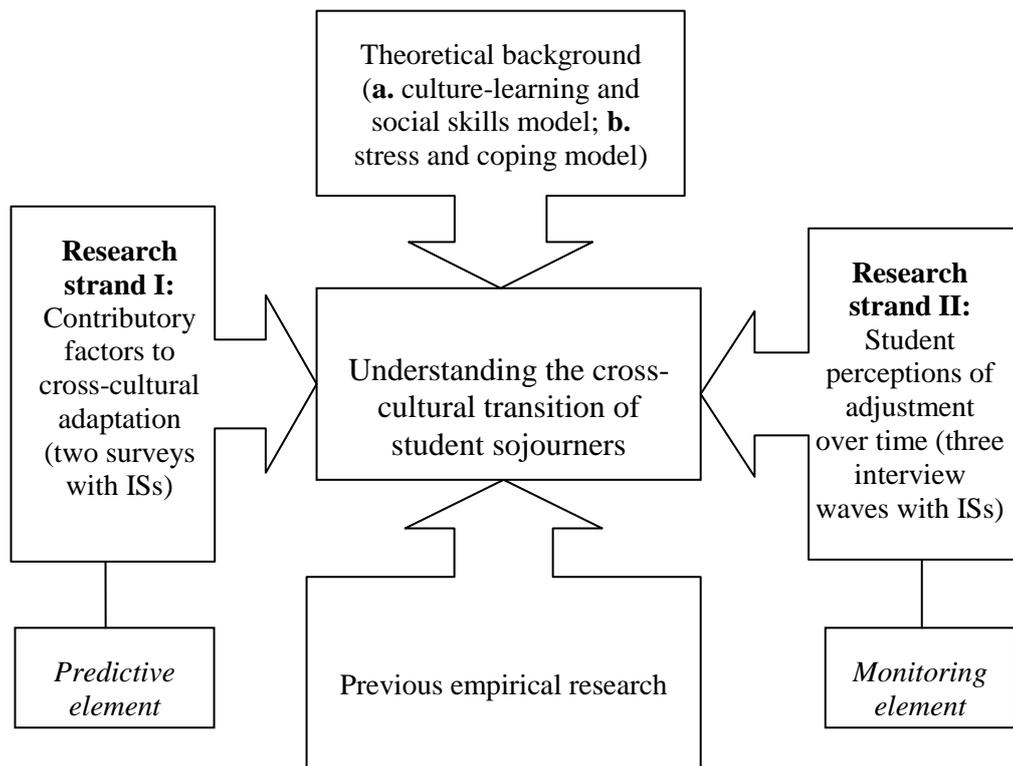 Theoretical background
(a. culture-learning and
social skills model; b.
stress and coping model)
Research
strand I:
Contributory
factors to
cross-cultural
adaptation
(two surveys
with ISs)
Understanding the cross-
cultural transition of
student sojourners
Research
strand II:
Student
perceptions of
adjustment
over time (three
interview
waves with ISs)
Predictive
element
Previous empirical research
Monitoring
element